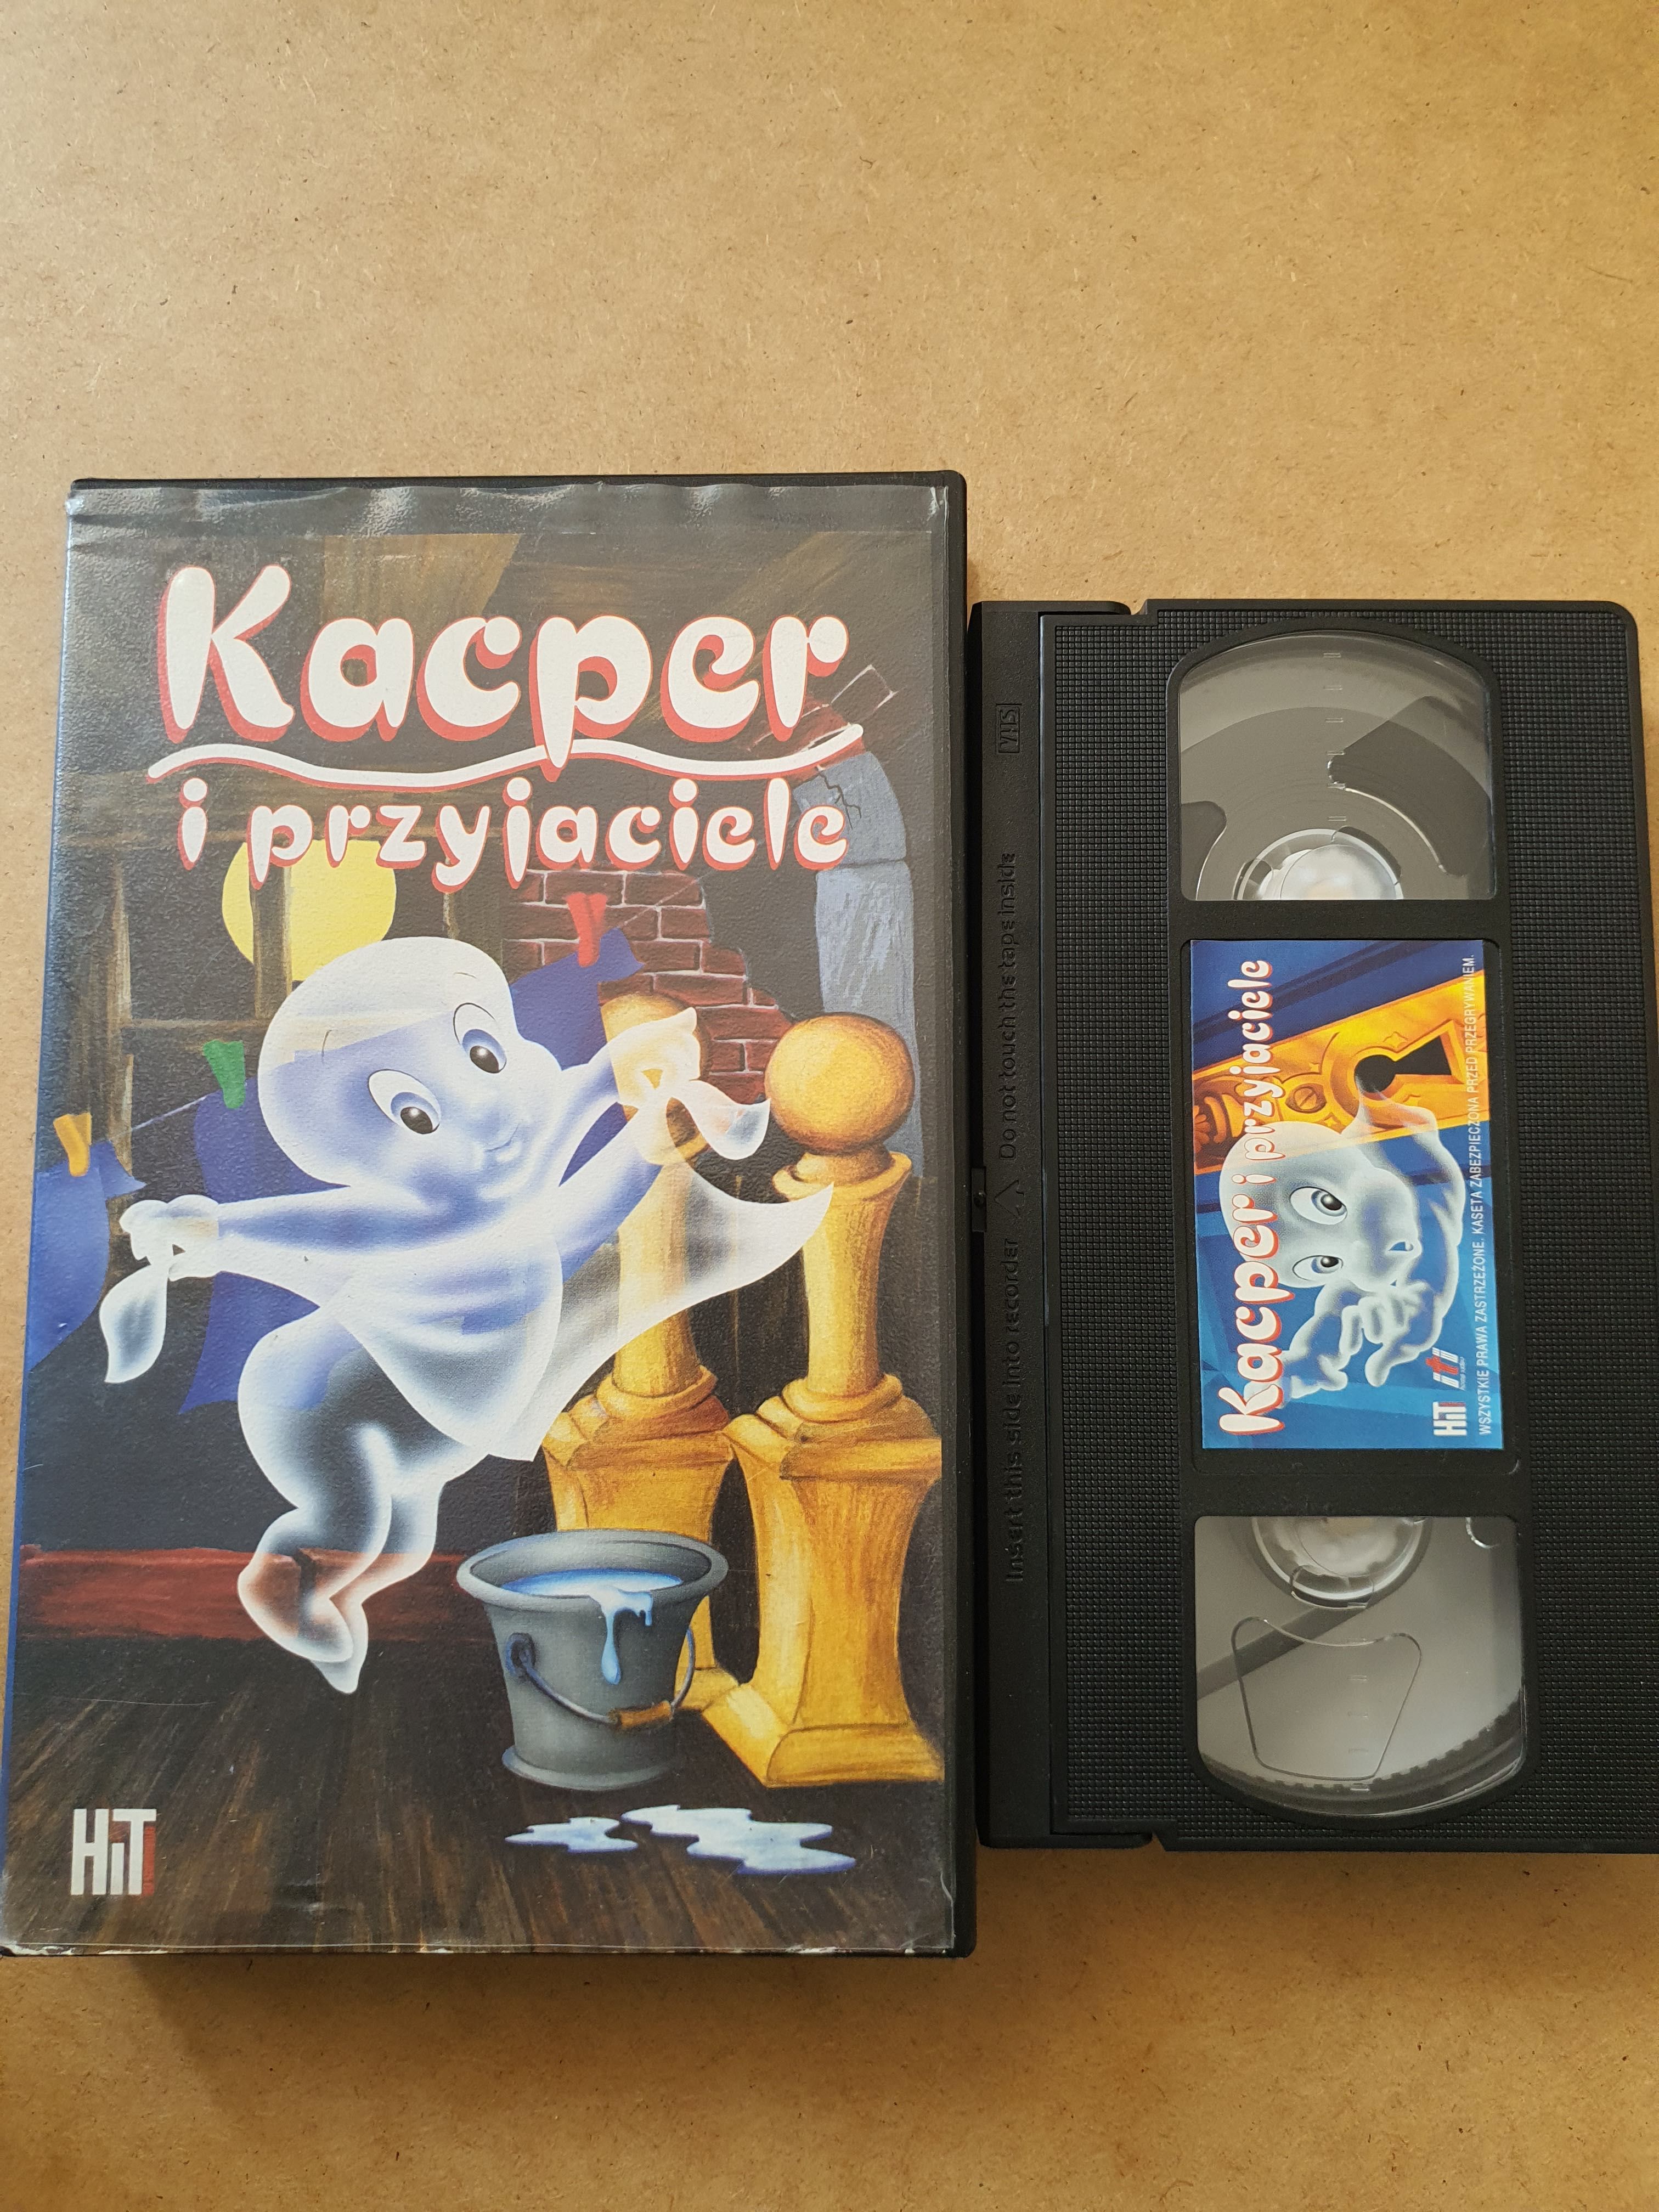 Kacper
i przyjaciele
HiT
VHS
Insert this side into recorder △ Do not touch the tape inside
Kacper i przyjaciele
HiT iti
WSZYSTKIE PRAWA ZASTRZEŻONE. KASETA ZABEZPIECZONA PRZED PRZEGRYWANIEM.